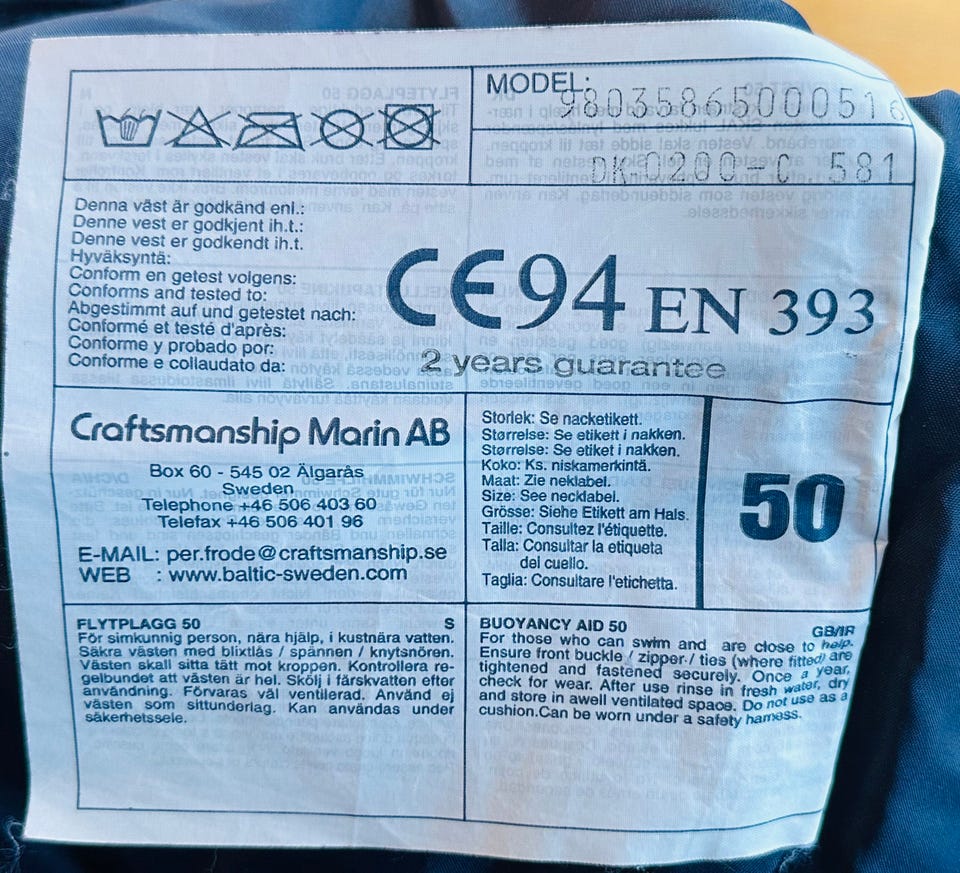 MODEL:
98035865000516
DK 0200-C 581
Denna väst är godkänd enl.:
Denne vest er godkjent ih.t.:
Denne vest er godkendt ih.t.
Hyväksyntä:
Conform en getest volgens:
Conforms and tested to:
Abgestimmt auf und getestet nach:
Conformé et testé d'après:
Conforme y probado por:
Conforme e collaudato da:
CE94 EN 393
2 years guarantee
Craftsmanship Marin AB
Box 60 - 545 02 Älgarås
Sweden
Telephone +46 506 403 60
Telefax +46 506 401 96
E-MAIL: per.frode@craftsmanship.se
WEB : www.baltic-sweden.com
Storlek: Se nacketikett.
Størrelse: Se etikett i nakken.
Størrelse: Se etiket i nakken.
Koko: Ks. niskamerkintä.
Maat: Zie neklabel.
Size: See necklabel.
Grösse: Siehe Etikett am Hals.
Taille: Consultez l'étiquette.
Talla: Consultar la etiqueta
del cuello.
Taglia: Consultare l'etichetta.
50
FLYTPLAGG 50 S
För simkunnig person, nära hjälp, i kustnära vatten.
Säkra västen med blixtlås / spännen / knytsnören.
Västen skall sitta tätt mot kroppen. Kontrollera re-
gelbundet att västen är hel. Skölj i färskvatten efter
användning. Förvaras väl ventilerad. Använd ej
västen som sittunderlag. Kan användas under
säkerhetssele.
BUOYANCY AID 50 GB/IR
For those who can swim and are close to help.
Ensure front buckle / zipper / ties (where fitted) are
tightened and fastened securely. Once a year,
check for wear. After use rinse in fresh water, dry
and store in awell ventilated space. Do not use as a
cushion.Can be worn under a safety harness.